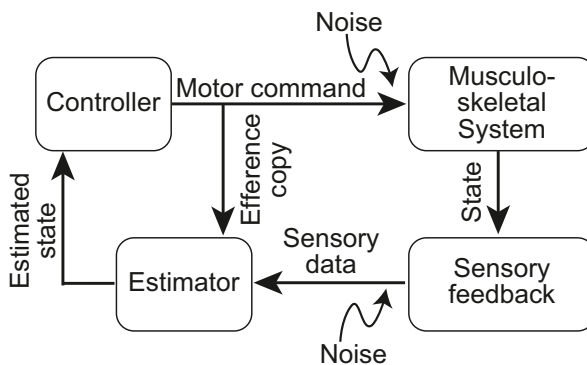 Noise
Controller
Motor command
Musculo-
skeletal
System
Efference
copy
State
Estimated
state
Estimator
Sensory
data
Sensory
feedback
Noise